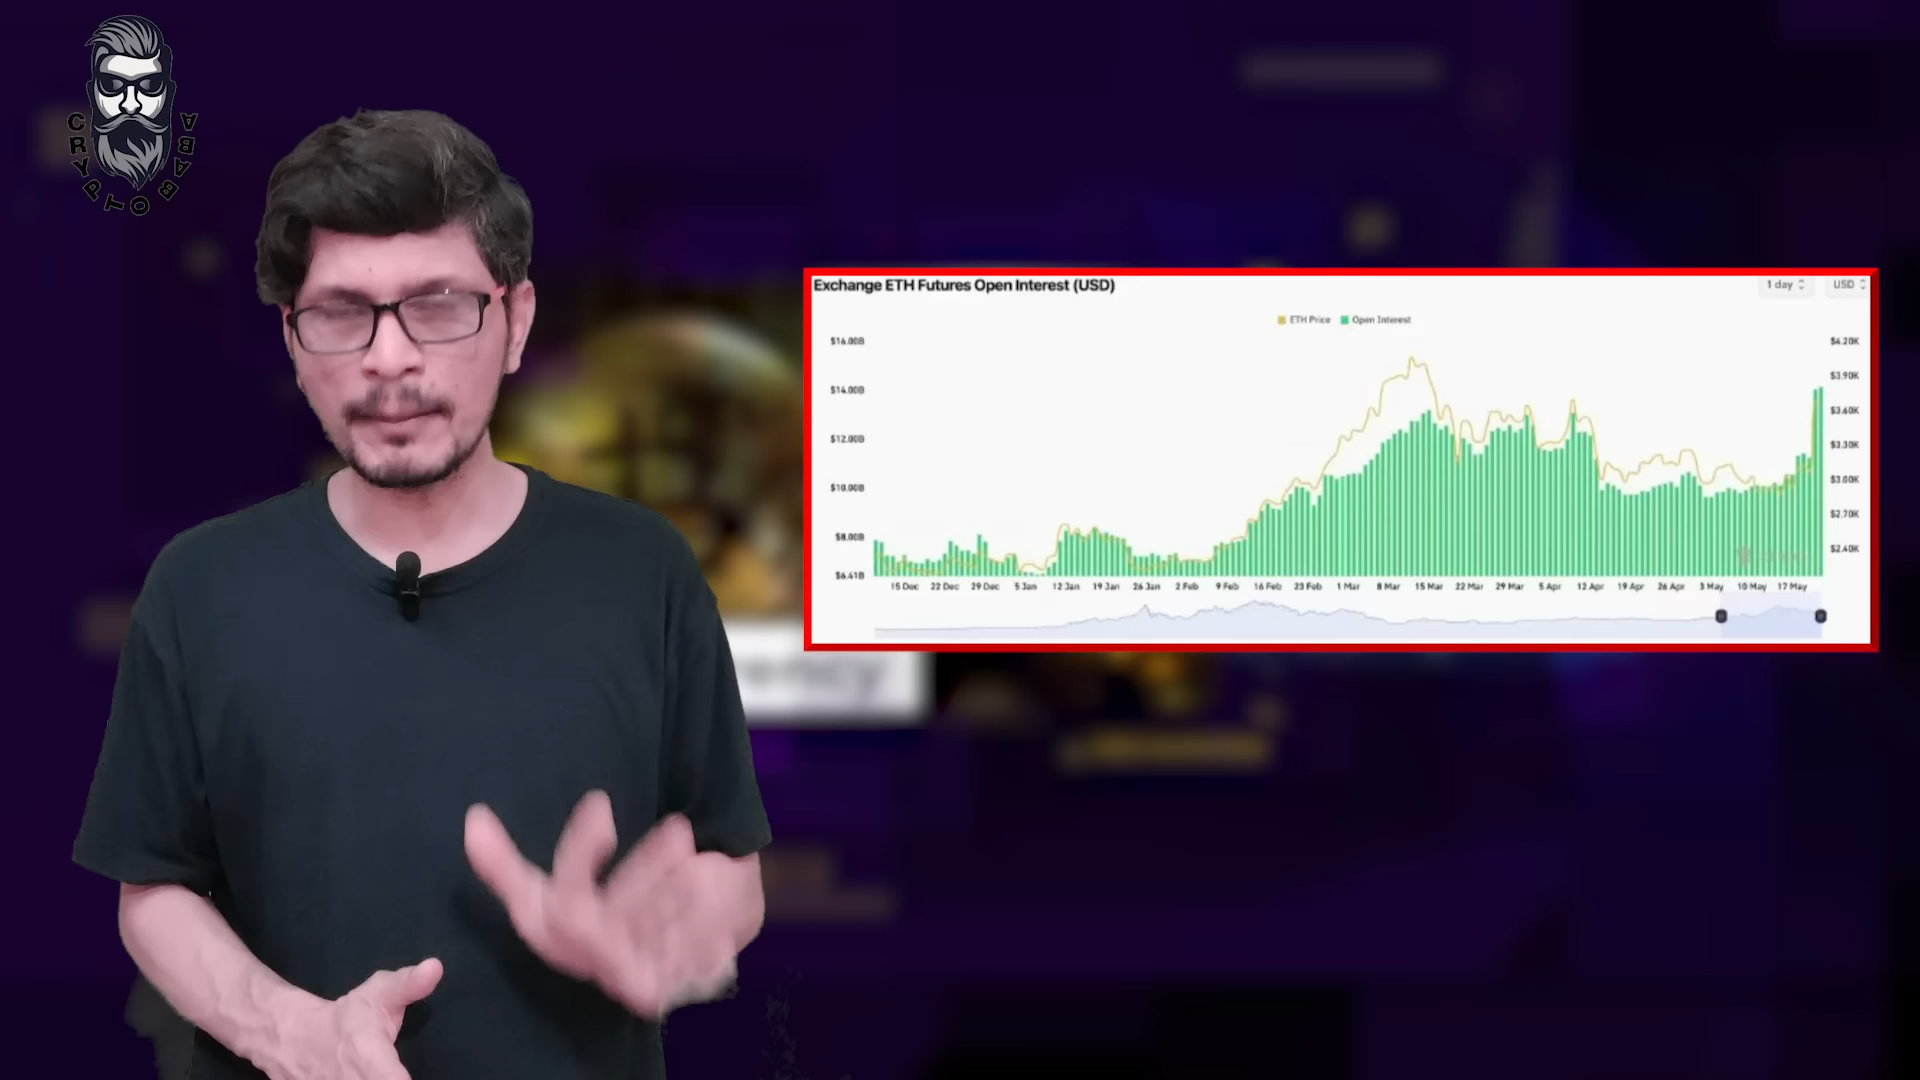 CRYPTO BABA
Exchange ETH Futures Open Interest (USD)
1 day
USD
ETH Price
Open Interest
$16.00B
$14.00B
$12.00B
$10.00B
$8.00B
$6.41B
$4.20K
$3.90K
$3.60K
$3.30K
$3.00K
$2.70K
$2.40K
15 Dec 22 Dec 29 Dec 5 Jan 12 Jan 19 Jan 26 Jan 2 Feb 9 Feb 16 Feb 23 Feb 1 Mar 8 Mar 15 Mar 22 Mar 29 Mar 5 Apr 12 Apr 19 Apr 26 Apr 3 May 10 May 17 May